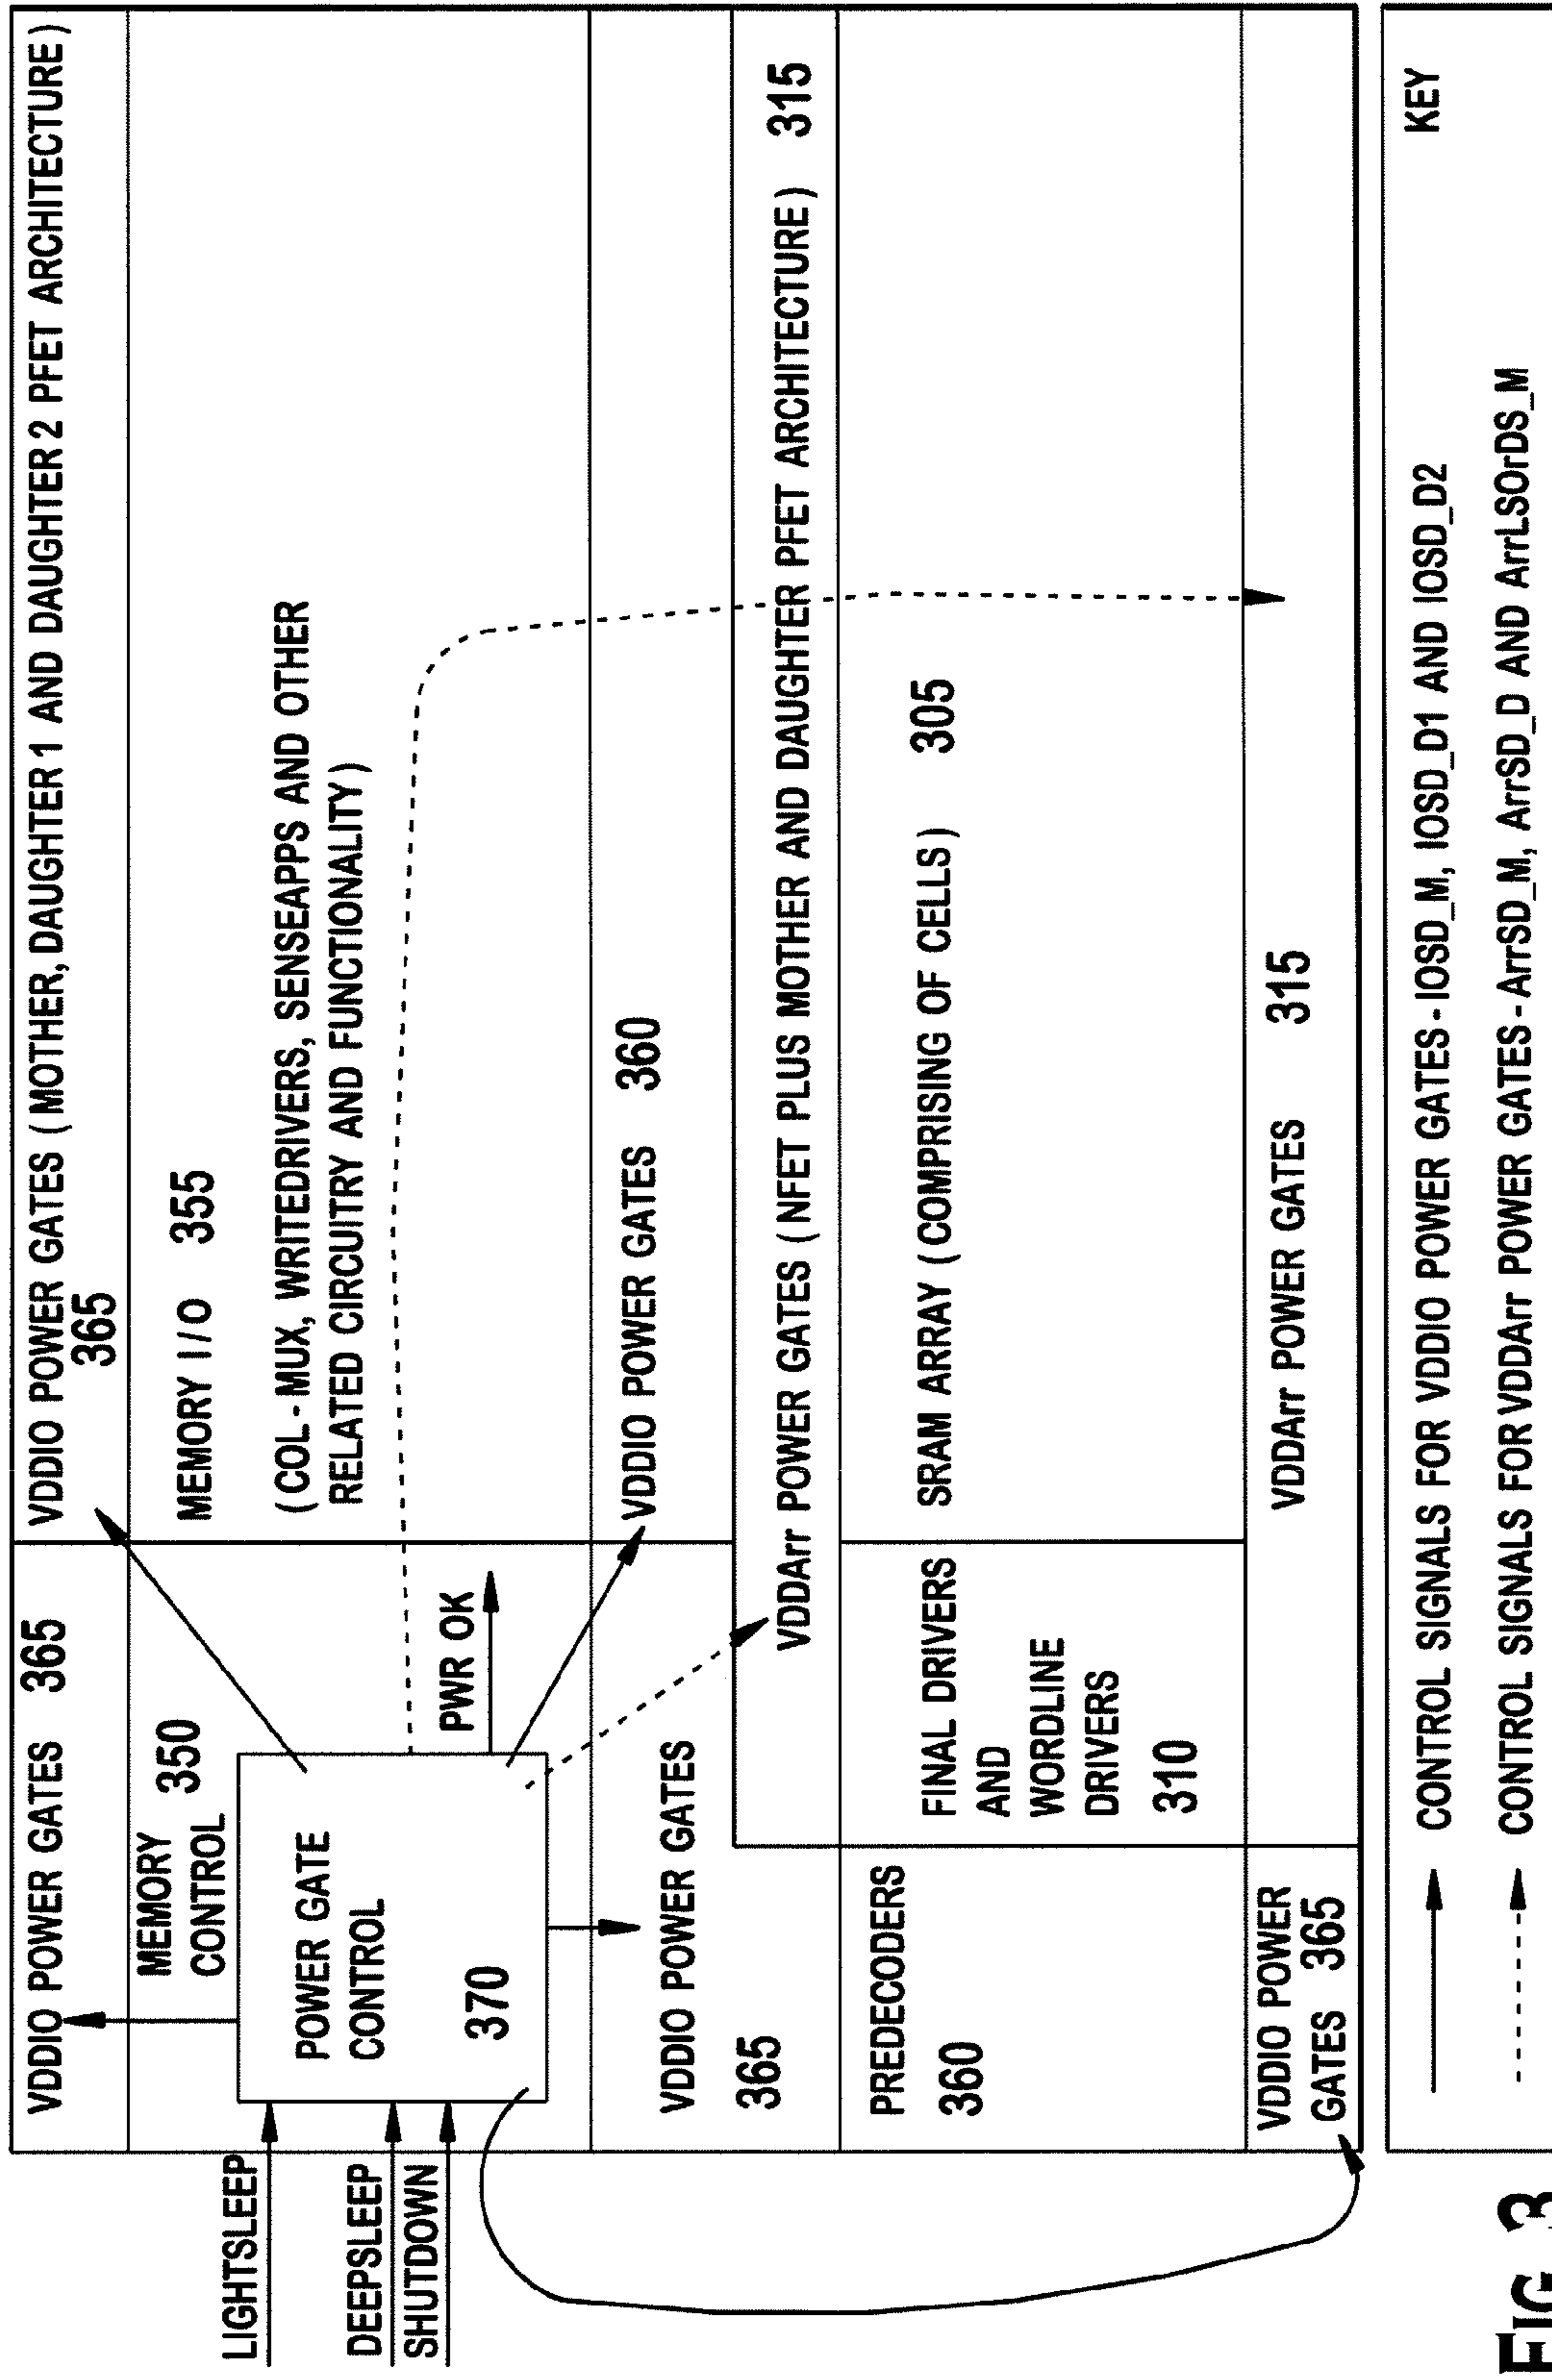 VDDIO POWER GATES 365
VDDIO POWER GATES (MOTHER, DAUGHTER 1 AND DAUGHTER 2 PFET ARCHITECTURE)
365
LIGHTSLEEP
DEEPSLEEP
SHUTDOWN
MEMORY
CONTROL 350
POWER GATE
CONTROL
370
PWR OK
MEMORY I/O 355
(COL-MUX, WRITEDRIVERS, SENSEAPPS AND OTHER
RELATED CIRCUITRY AND FUNCTIONALITY)
VDDIO POWER GATES
365
VDDIO POWER GATES 360
VDDArr POWER GATES (NFET PLUS MOTHER AND DAUGHTER PFET ARCHITECTURE) 315
PREDECODERS
360
FINAL DRIVERS
AND
WORDLINE
DRIVERS
310
SRAM ARRAY (COMPRISING OF CELLS) 305
VDDIO POWER
GATES 365
VDDArr POWER GATES 315
KEY
CONTROL SIGNALS FOR VDDIO POWER GATES-IOSD_M, IOSD_D1 AND IOSD_D2
CONTROL SIGNALS FOR VDDArr POWER GATES-ArrSD_M, ArrSD_D AND ArrLSOrDS_M
FIG 3